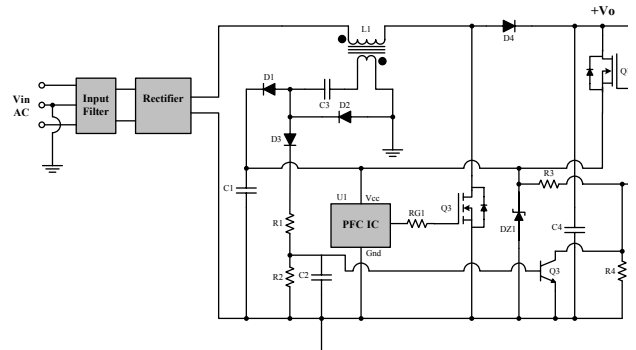 +Vo
L1
D4
Q
D1
C3
D2
Vin
AC
Input
Filter
Rectifier
D3
C1
U1
Vcc
PFC IC
Gnd
RG1
Q3
R3
DZ1
C4
R1
R2
C2
Q3
R4